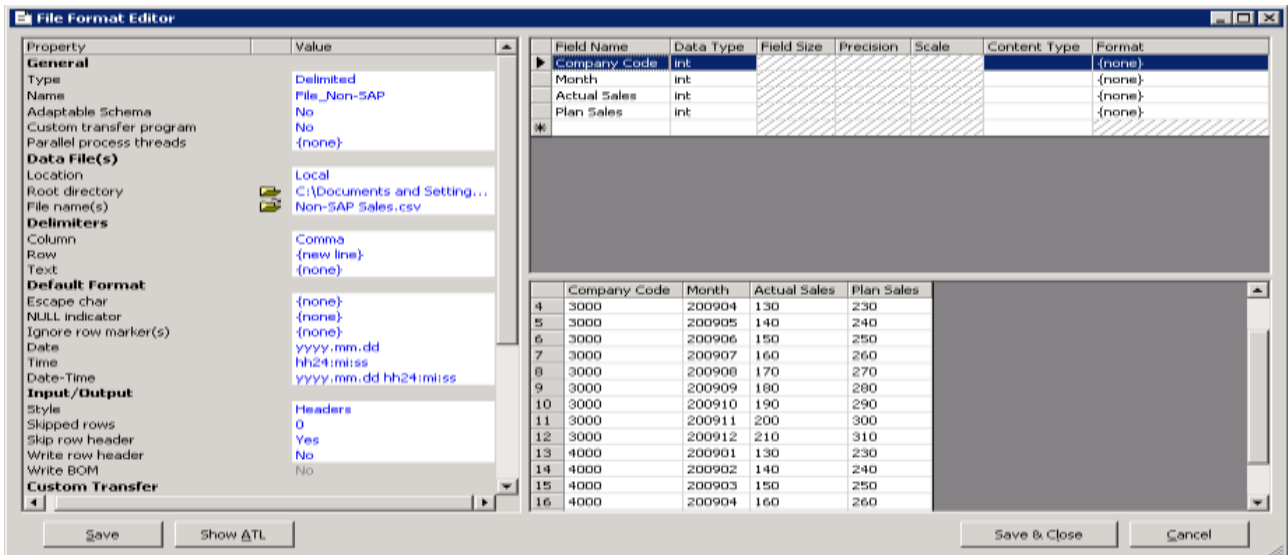 File Format Editor
Property Value
General
Type Delimited
Name File_Non-SAP
Adaptable Schema No
Custom transfer program No
Parallel process threads {none}
Data File(s)
Location Local
Root directory C:\Documents and Setting...
File name(s) Non-SAP Sales.csv
Delimiters
Column Comma
Row {new line}
Text {none}
Default Format
Escape char {none}
NULL indicator {none}
Ignore row marker(s) {none}
Date yyyy.mm.dd
Time hh24:mi:ss
Date-Time yyyy.mm.dd hh24:mi:ss
Input/Output
Style Headers
Skipped rows 0
Skip row header Yes
Write row header No
Write BOM No
Custom Transfer
Field Name Data Type Field Size Precision Scale Content Type Format
Company Code int {none}
Month int {none}
Actual Sales int {none}
Plan Sales int {none}
Company Code Month Actual Sales Plan Sales
4 3000 200904 130 230
5 3000 200905 140 240
6 3000 200906 150 250
7 3000 200907 160 260
8 3000 200908 170 270
9 3000 200909 180 280
10 3000 200910 190 290
11 3000 200911 200 300
12 3000 200912 210 310
13 4000 200901 130 230
14 4000 200902 140 240
15 4000 200903 150 250
16 4000 200904 160 260
Save Show ATL Save & Close Cancel